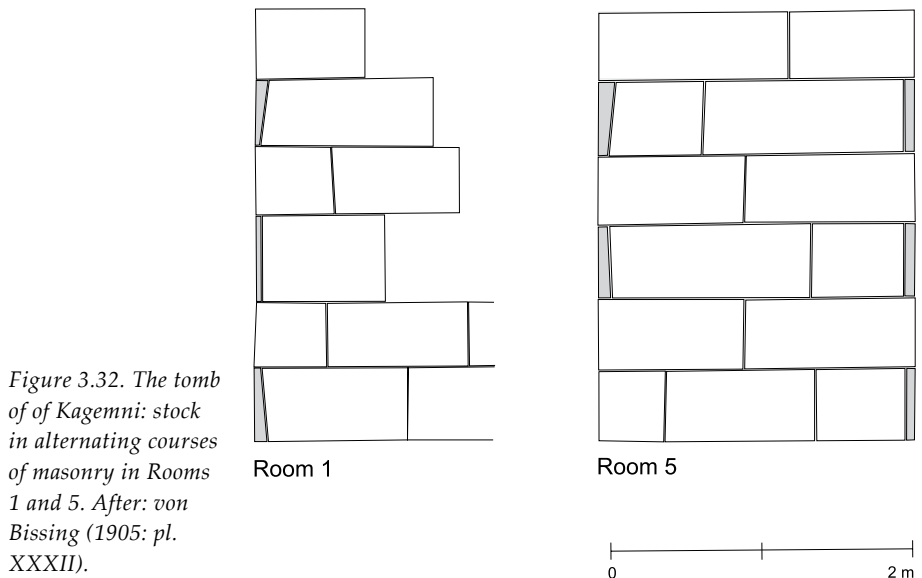 Room 1
Room 5
Figure 3.32. The tomb
of of Kagemni: stock
in alternating courses
of masonry in Rooms
1 and 5. After: von
Bissing (1905: pl.
XXXII).
0
2 m